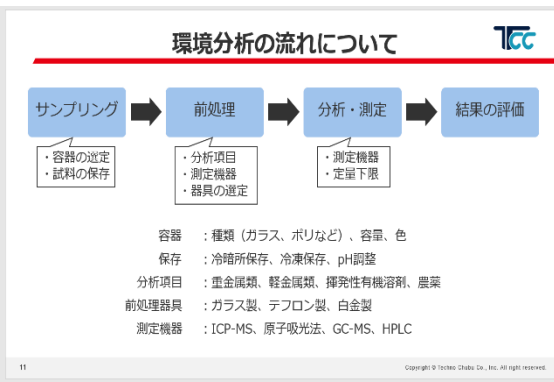 環境分析の流れについて
TCC
サンプリング
前処理
分析・測定
結果の評価
・容器の選定
・試料の保存
・分析項目
・測定機器
・器具の選定
・測定機器
・定量下限
容器 ：種類（ガラス、ポリなど）、容量、色
保存 ：冷暗所保存、冷凍保存、pH調整
分析項目 ：重金属類、軽金属類、揮発性有機溶剤、農薬
前処理器具 ：ガラス製、テフロン製、白金製
測定機器 ：ICP-MS、原子吸光法、GC-MS、HPLC
11
Copyright © Techno Chubu Co., Inc. All right reserved.